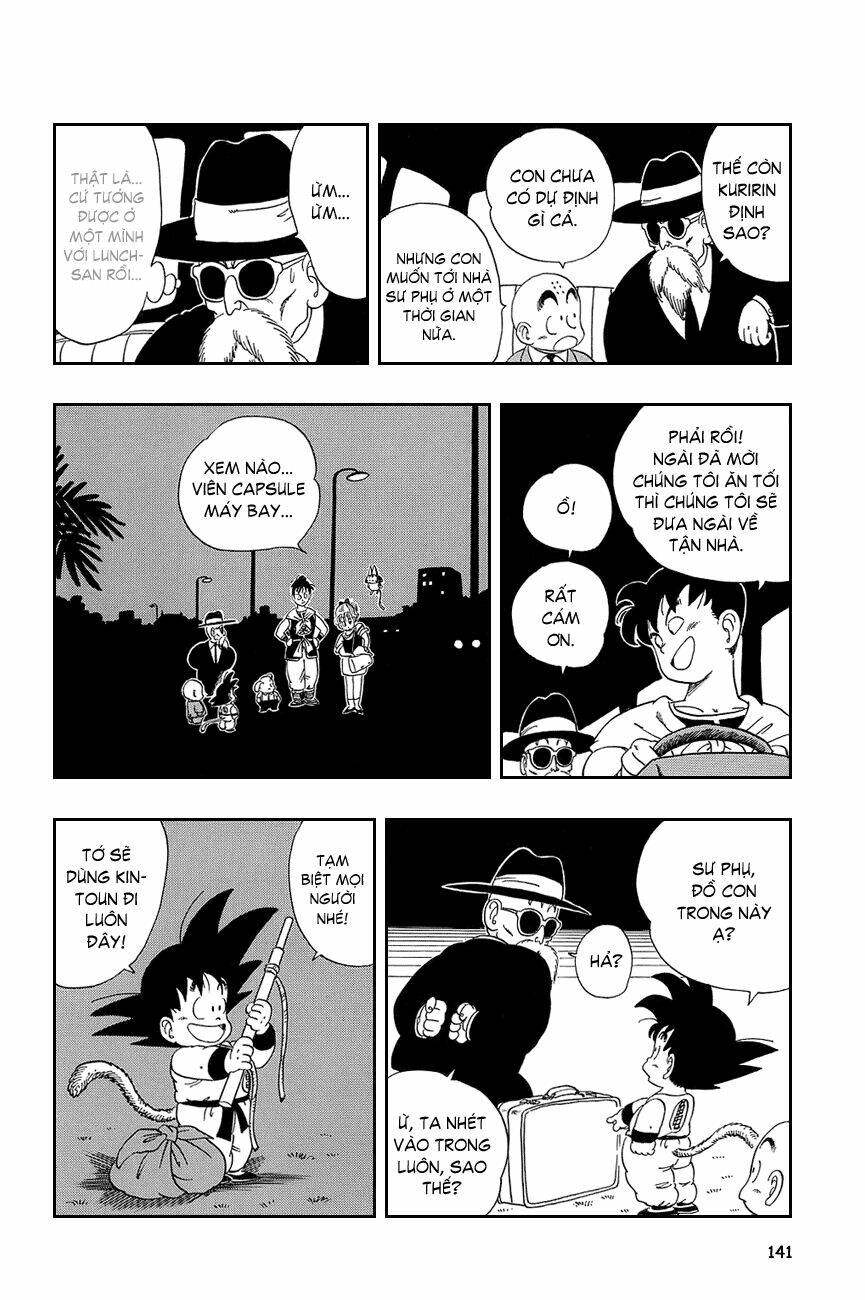 THẾ CÒN
KURIRIN
ĐỊNH
SAO?
CON CHƯA
CÓ DỰ ĐỊNH
GÌ CẢ.
NHƯNG CON
MUỐN TỚI NHÀ
SƯ PHỤ Ở MỘT
THỜI GIAN
NỮA.
ỪM...
ỪM...
THẬT LÀ...
CỨ TƯỞNG
ĐƯỢC Ở
MỘT MÌNH
VỚI LUNCH-
SAN RỒI...
PHẢI RỒI!
NGÀI ĐÃ MỜI
CHÚNG TÔI ĂN TỐI
THÌ CHÚNG TÔI SẼ
ĐƯA NGÀI VỀ
TẬN NHÀ.
Ồ!
RẤT
CÁM
ƠN.
XEM NÀO...
VIÊN CAPSULE
MÁY BAY...
SƯ PHỤ,
ĐỒ CON
TRONG NÀY
Ạ?
HẢ?
Ừ, TA NHÉT
VÀO TRONG
LUÔN, SAO
THẾ?
TẠM
BIỆT MỌI
NGƯỜI
NHÉ!
TỚ SẼ
DÙNG KIN-
TOUN ĐI
LUÔN
ĐÂY!
141